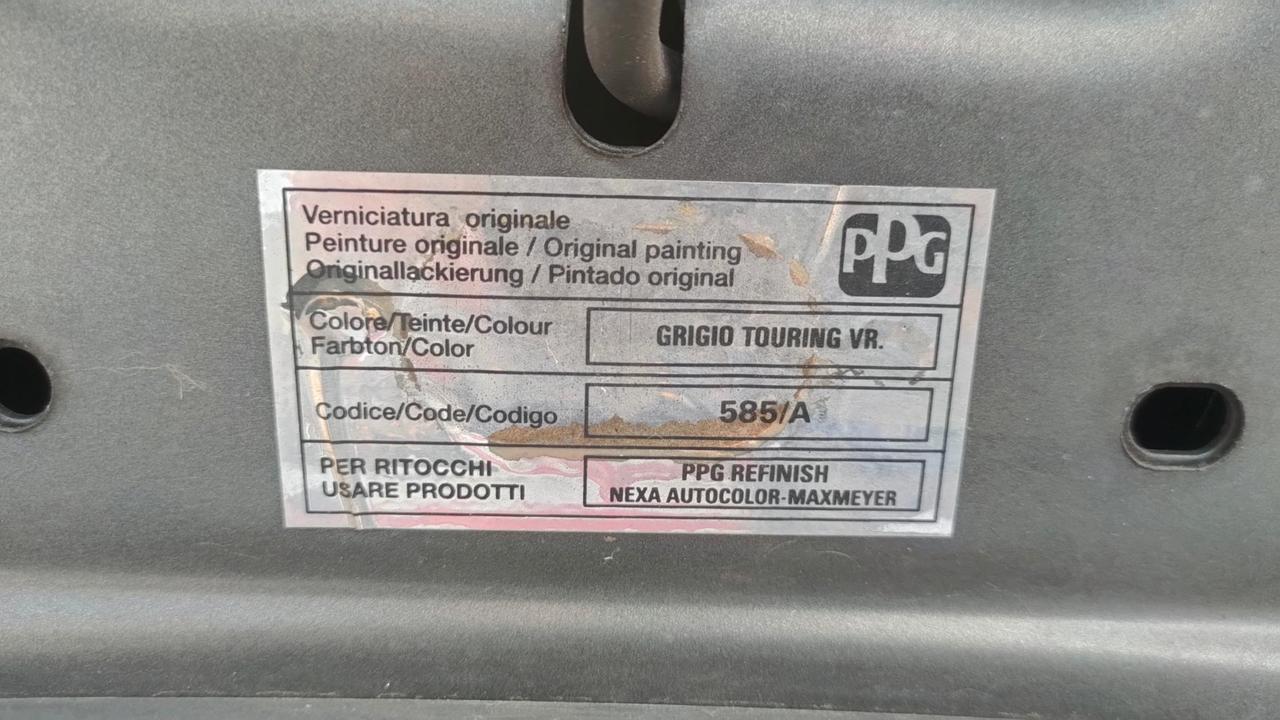 Verniciatura originale
Peinture originale / Original painting
Originallackierung / Pintado original
PPG
Colore/Teinte/Colour
Farbton/Color
GRIGIO TOURING VR.
Codice/Code/Codigo
585/A
PER RITOCCHI
USARE PRODOTTI
PPG REFINISH
NEXA AUTOCOLOR-MAXMEYER